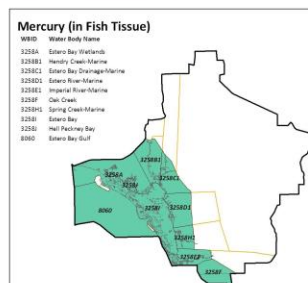 Mercury (in Fish Tissue)
WBID Water Body Name
3258A Estero Bay Wetlands
3258B1 Hendry Creek-Marine
3258C1 Estero Bay Drainage-Marine
3258D1 Estero River-Marine
3258E1 Imperial River-Marine
3258F Oak Creek
3258H1 Spring Creek-Marine
3258I Estero Bay
3258J Hell Peckney Bay
8060 Estero Bay Gulf
3258B1
3258A
3258C1
3258J
8060
3258I
3258D1
3258H1
3258F